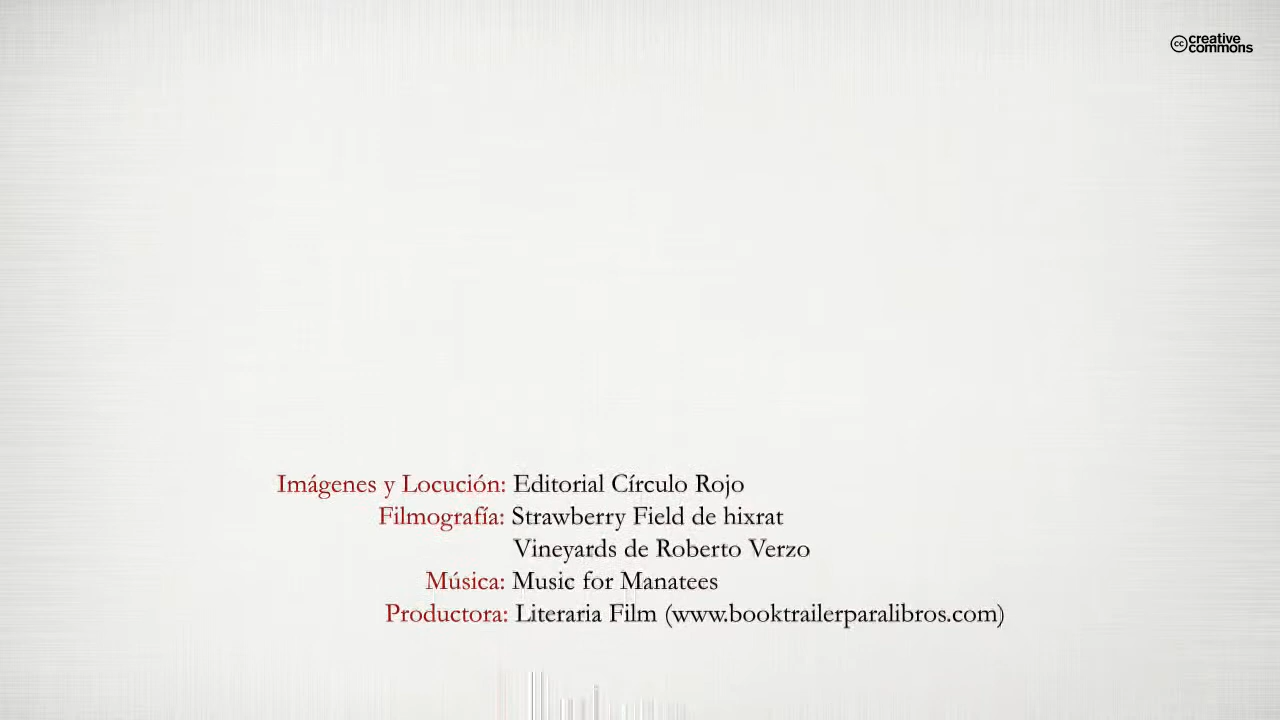 cc creative
commons
Imágenes y Locución: Editorial Círculo Rojo
Filmografía: Strawberry Field de hixrat
Vineyards de Roberto Verzo
Música: Music for Manatees
Productora: Literaria Film (www.booktrailerparalibros.com)